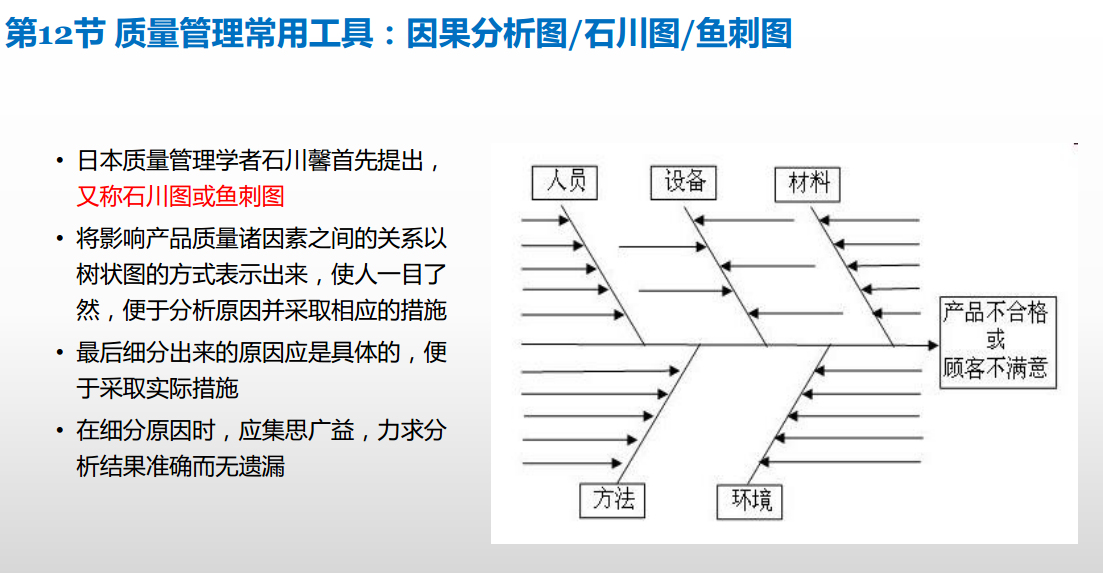 第12节 质量管理常用工具：因果分析图/石川图/鱼刺图
• 日本质量管理学者石川馨首先提出，
又称石川图或鱼刺图
• 将影响产品质量诸因素之间的关系以
树状图的方式表示出来，使人一目了
然，便于分析原因并采取相应的措施
• 最后细分出来的原因应是具体的，便
于采取实际措施
• 在细分原因时，应集思广益，力求分
析结果准确而无遗漏
人员
设备
材料
产品不合格
或
顾客不满意
方法
环境